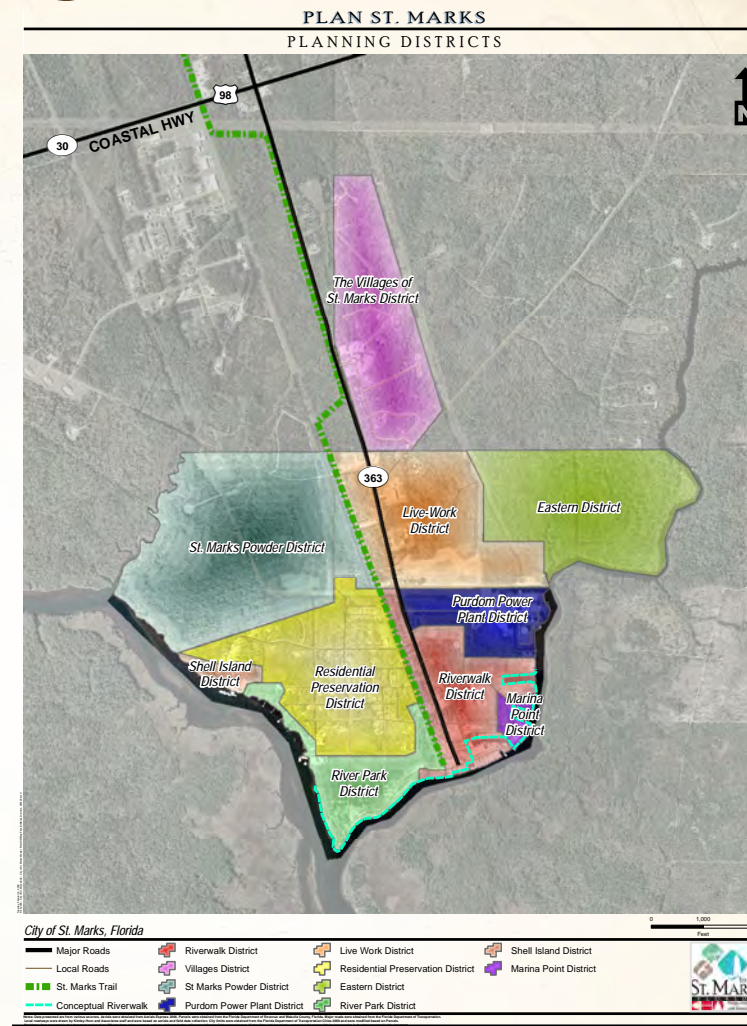 PLAN ST. MARKS
PLANNING DISTRICTS
98
COASTAL HWY
30
N
The Villages of
St. Marks District
363
Live-Work
District
Eastern District
St. Marks Powder District
Purdom Power
Plant District
Shell Island
District
Residential
Preservation
District
Riverwalk
District
Marina
Point
District
River Park
District
City of St. Marks, Florida
0 1,000
Feet
Major Roads
Local Roads
St. Marks Trail
Conceptual Riverwalk
Riverwalk District
Villages District
St Marks Powder District
Purdom Power Plant District
Live Work District
Residential Preservation District
Eastern District
River Park District
Shell Island District
Marina Point District
ST. MAR